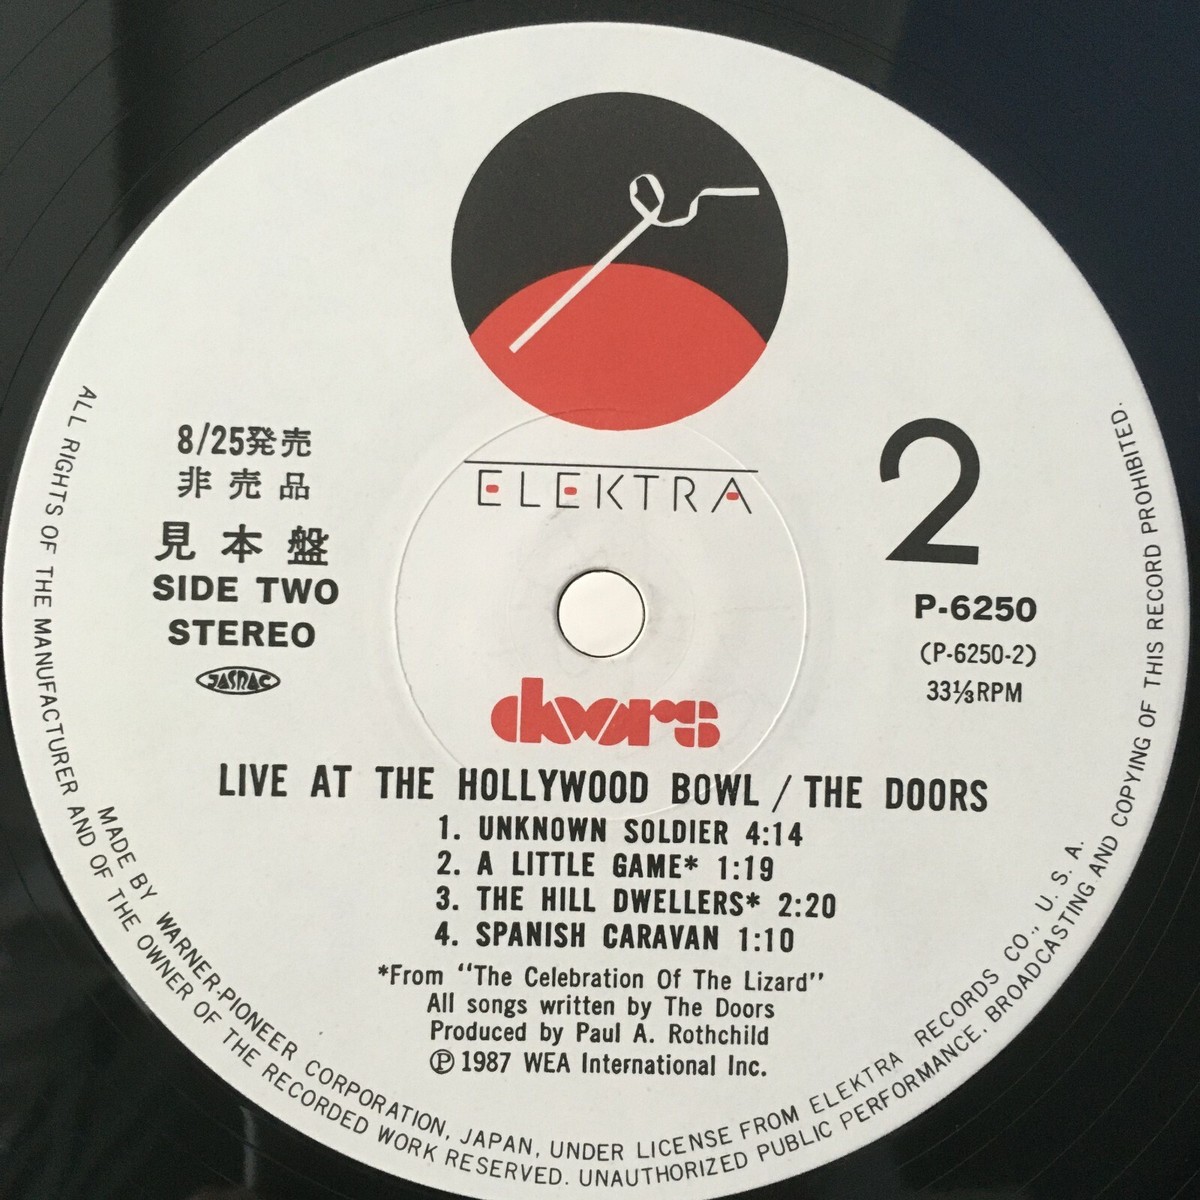 ELEKTRA
8/25発売
非売品
見本盤
SIDE TWO
STEREO
JASRAC
2
P-6250
(P-6250-2)
33⅓RPM
doors
LIVE AT THE HOLLYWOOD BOWL / THE DOORS
1. UNKNOWN SOLDIER 4:14
2. A LITTLE GAME* 1:19
3. THE HILL DWELLERS* 2:20
4. SPANISH CARAVAN 1:10
*From "The Celebration Of The Lizard"
All songs written by The Doors
Produced by Paul A. Rothchild
Ⓟ 1987 WEA International Inc.
MADE BY WARNER-PIONEER CORPORATION, JAPAN, UNDER LICENSE FROM ELEKTRA RECORDS CO., U. S. A.
ALL RIGHTS OF THE MANUFACTURER AND OF THE OWNER OF THE RECORDED WORK RESERVED. UNAUTHORIZED PUBLIC PERFORMANCE, BROADCASTING AND COPYING OF THIS RECORD PROHIBITED.